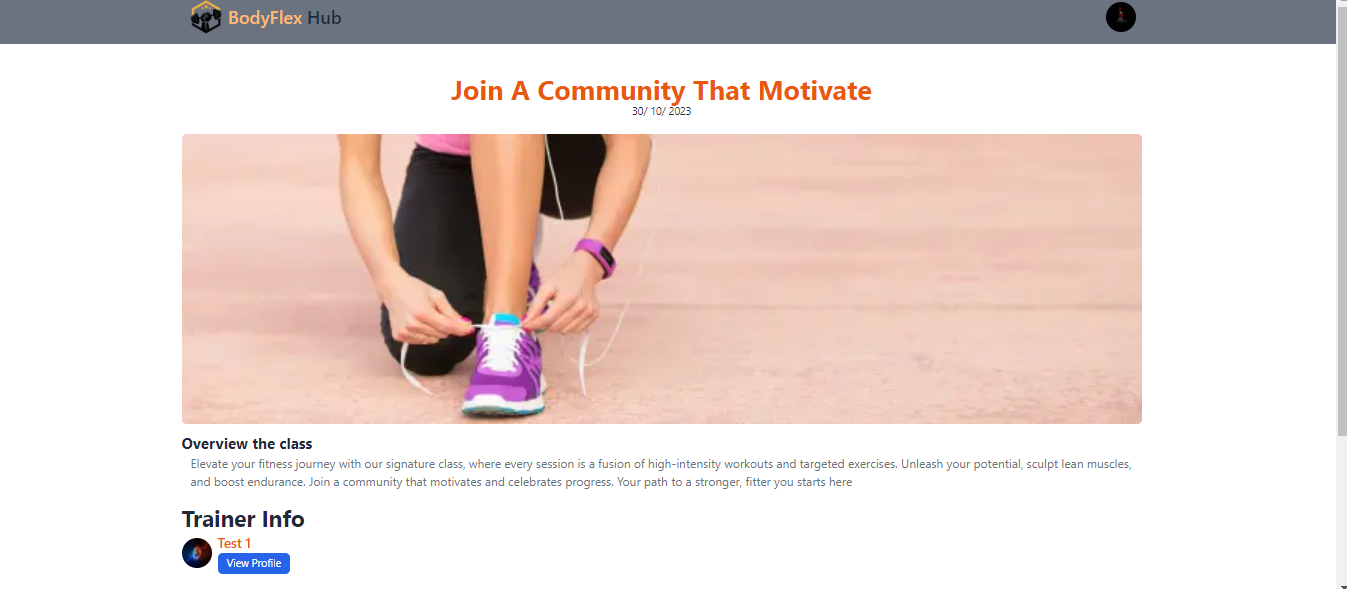 BodyFlex Hub
Join A Community That Motivate
30/ 10/ 2023
Overview the class
Elevate your fitness journey with our signature class, where every session is a fusion of high-intensity workouts and targeted exercises. Unleash your potential, sculpt lean muscles,
and boost endurance. Join a community that motivates and celebrates progress. Your path to a stronger, fitter you starts here
Trainer Info
Test 1
View Profile